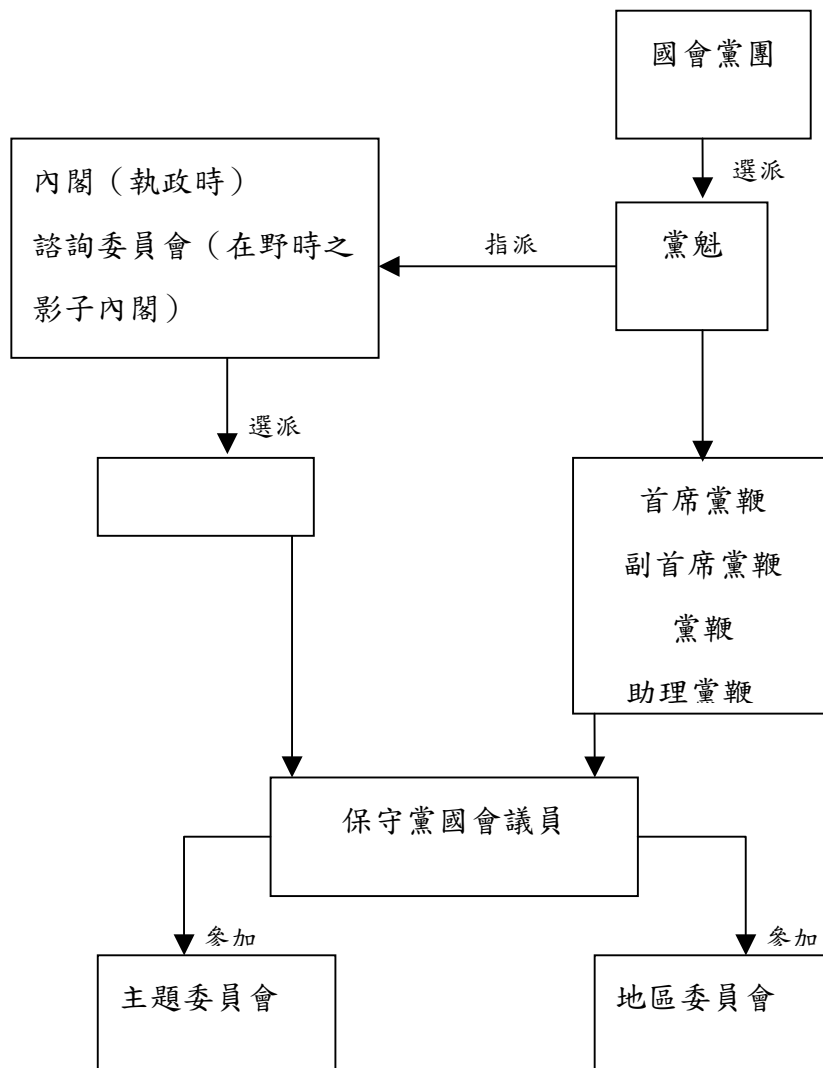 國會黨團
選派
內閣（執政時）
諮詢委員會（在野時之
影子內閣）
指派
黨魁
選派
首席黨鞭
副首席黨鞭
黨鞭
助理黨鞭
保守黨國會議員
參加
參加
主題委員會
地區委員會